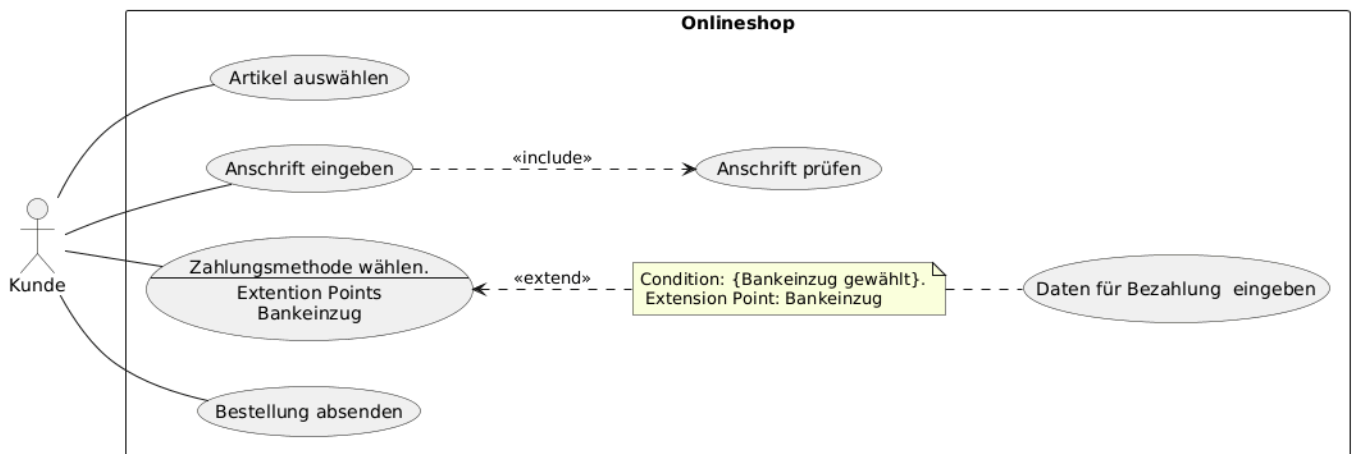 Onlineshop
Artikel auswählen
Anschrift eingeben
«include»
Anschrift prüfen
Kunde
Zahlungsmethode wählen.
Extention Points
Bankeinzug
«extend»
Condition: {Bankeinzug gewählt}.
Extension Point: Bankeinzug
Daten für Bezahlung  eingeben
Bestellung absenden